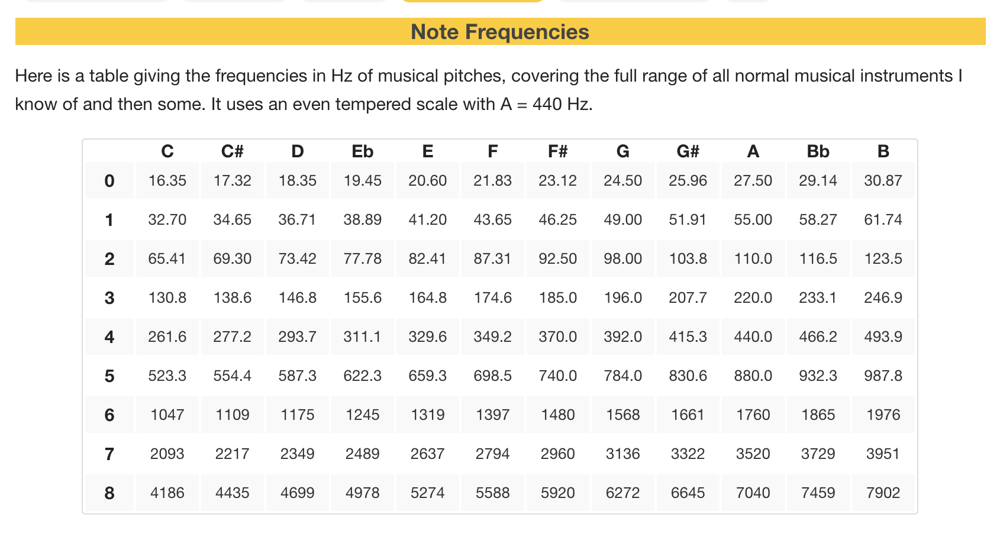 Note Frequencies
Here is a table giving the frequencies in Hz of musical pitches, covering the full range of all normal musical instruments I
know of and then some. It uses an even tempered scale with A = 440 Hz.
C C# D Eb E F F# G G# A Bb B
0 16.35 17.32 18.35 19.45 20.60 21.83 23.12 24.50 25.96 27.50 29.14 30.87
1 32.70 34.65 36.71 38.89 41.20 43.65 46.25 49.00 51.91 55.00 58.27 61.74
2 65.41 69.30 73.42 77.78 82.41 87.31 92.50 98.00 103.8 110.0 116.5 123.5
3 130.8 138.6 146.8 155.6 164.8 174.6 185.0 196.0 207.7 220.0 233.1 246.9
4 261.6 277.2 293.7 311.1 329.6 349.2 370.0 392.0 415.3 440.0 466.2 493.9
5 523.3 554.4 587.3 622.3 659.3 698.5 740.0 784.0 830.6 880.0 932.3 987.8
6 1047 1109 1175 1245 1319 1397 1480 1568 1661 1760 1865 1976
7 2093 2217 2349 2489 2637 2794 2960 3136 3322 3520 3729 3951
8 4186 4435 4699 4978 5274 5588 5920 6272 6645 7040 7459 7902